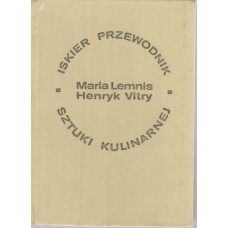 ISKIER PRZEWODNIK
Maria Lemnis
Henryk Vitry
SZTUKI KULINARNEJ